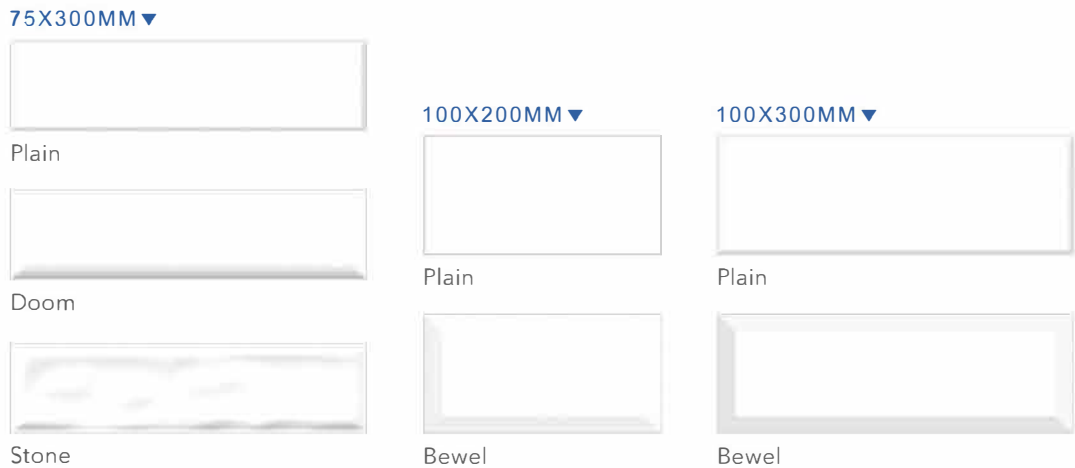 75X300MM▼
Plain
Doom
Stone
100X200MM▼
Plain
Bewel
100X300MM▼
Plain
Bewel